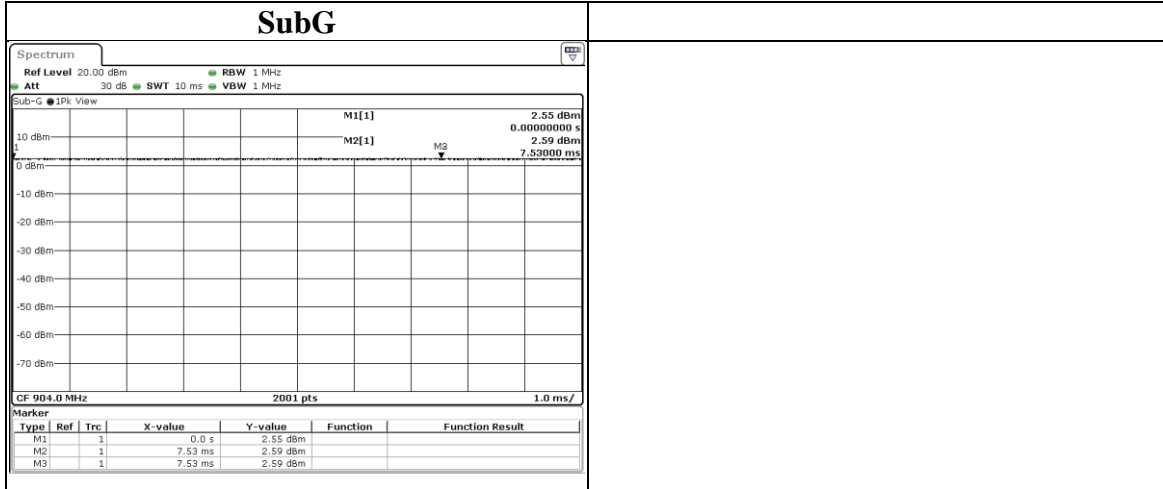 SubG
Spectrum
Ref Level 20.00 dBm RBW 1 MHz
Att 30 dB SWT 10 ms VBW 1 MHz
Sub-G 1Pk View
M1[1] 2.55 dBm
0.00000000 s
10 dBm M2[1] 2.59 dBm
1 M3 7.53000 ms
0 dBm
-10 dBm
-20 dBm
-30 dBm
-40 dBm
-50 dBm
-60 dBm
-70 dBm
CF 904.0 MHz 2001 pts 1.0 ms/
Marker
Type Ref Trc X-value Y-value Function Function Result
M1 1 0.0 s 2.55 dBm
M2 1 7.53 ms 2.59 dBm
M3 1 7.53 ms 2.59 dBm